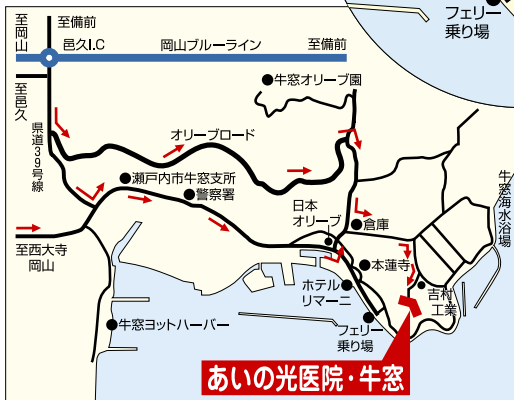 至岡山
至備前
邑久I.C
岡山ブルーライン
至備前
フェリー
乗り場
至邑久
県道39号線
牛窓オリーブ園
オリーブロード
瀬戸内市牛窓支所
警察署
日本
オリーブ
倉庫
牛窓海水浴場
至西大寺
岡山
本蓮寺
ホテル
リマーニ
吉村
工業
牛窓ヨットハーバー
フェリー
乗り場
あいの光医院・牛窓